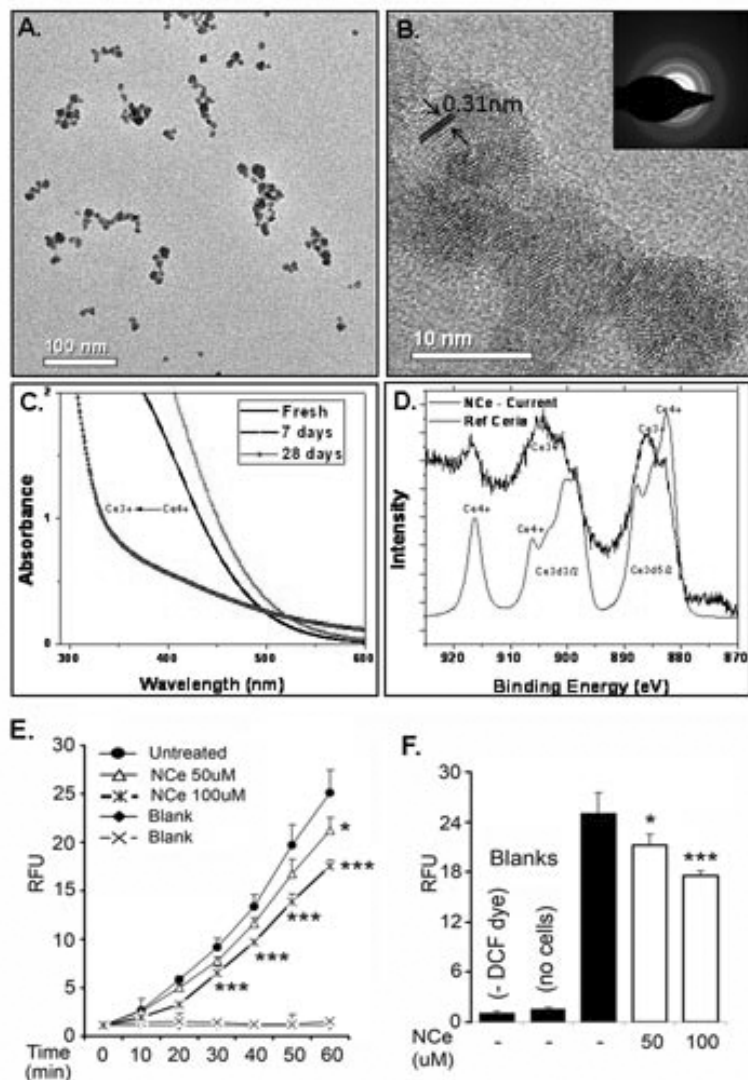 A.
100 nm
B.
0.31nm
10 nm
C.
Fresh
7 days
28 days
Ce3+ Ce4+
2
1
0
Absorbance
300 400 500 600
Wavelength (nm)
D.
NCe - Current
Ref Ceria
Ce4+
Ce3+
Ce3+
Ce4+
Ce4+
Ce3d3/2
Ce3d5/2
Intensity
920 910 900 890 880 870
Binding Energy (eV)
E.
Untreated
NCe 50uM
NCe 100uM
Blank
Blank
30
25
20
15
10
5
0
RFU
*
***
***
***
***
Time (min) 0 10 20 30 40 50 60
F.
30
24
18
12
6
0
RFU
Blanks
(- DCF dye)
(no cells)
*
***
NCe (uM) - - - 50 100